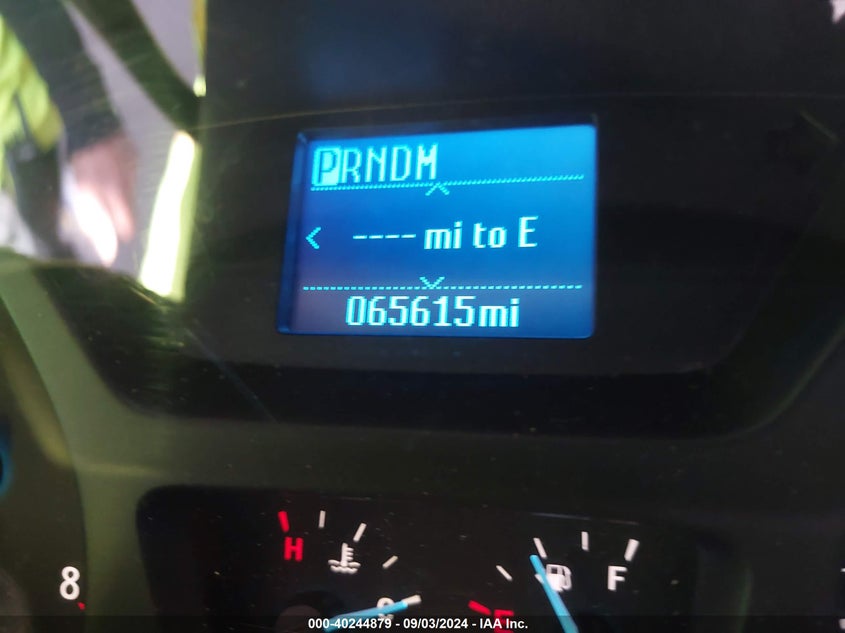 PRNDM
< ---- mi to E
065615mi
H
F
8
E
000-40244879 - 09/03/2024 - IAA Inc.